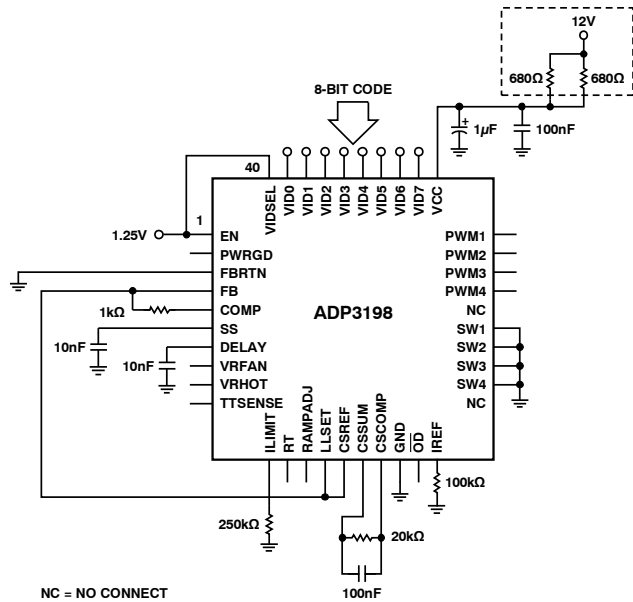 12V
680Ω 680Ω
8-BIT CODE
1µF 100nF
40
VIDSEL
VID0
VID1
VID2
VID3
VID4
VID5
VID6
VID7
VCC
1
1.25V
EN
PWRGD
FBRTN
FB
COMP
SS
DELAY
VRFAN
VRHOT
TTSENSE
1kΩ
10nF
10nF
ADP3198
PWM1
PWM2
PWM3
PWM4
NC
SW1
SW2
SW3
SW4
NC
ILIMIT
RT
RAMPADJ
LLSET
CSREF
CSSUM
CSCOMP
GND
OD
IREF
250kΩ
20kΩ
100kΩ
100nF
NC = NO CONNECT